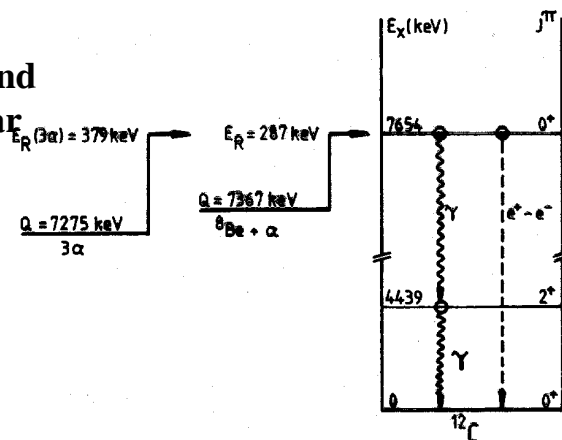 nd
ar
E_R(3α) = 379 keV
Q = 7275 keV
3α
E_R = 287 keV
Q = 7367 keV
⁸Be + α
E_x(keV)
J^π
7654
0⁺
γ
e⁺-e⁻
4439
2⁺
γ
0
0⁺
¹²C